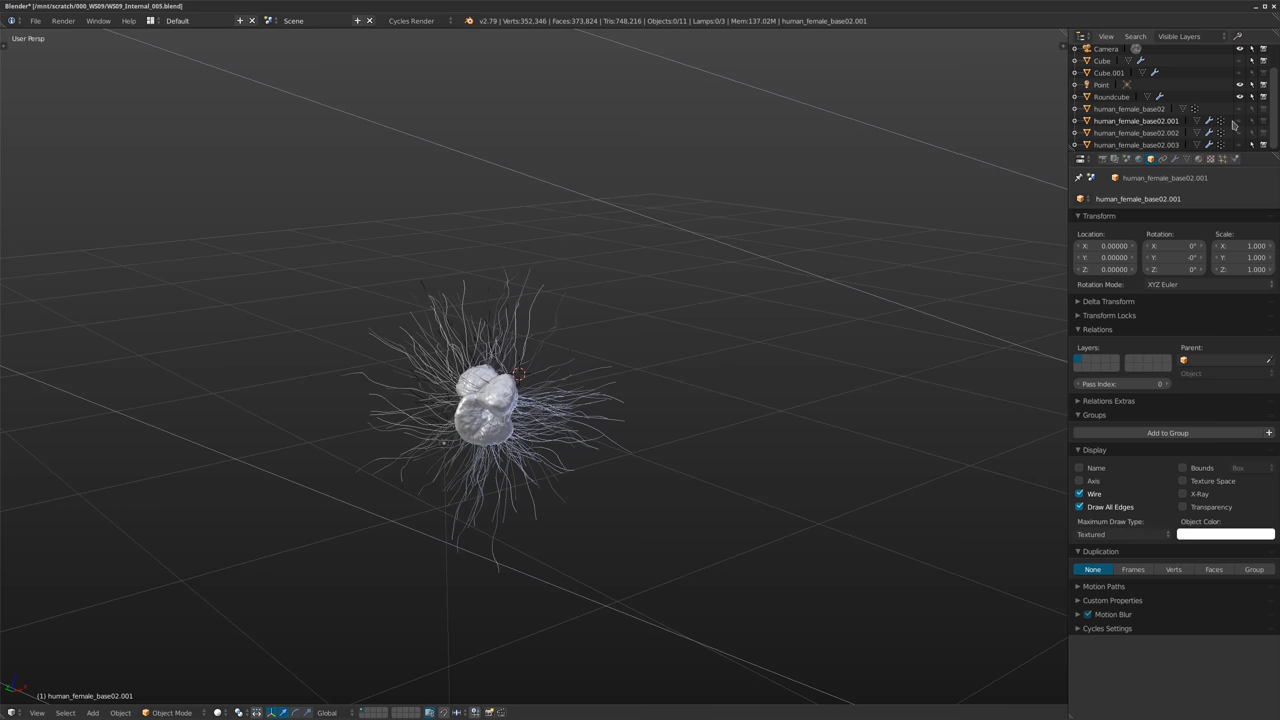 Blender* [/mnt/scratch/000_WS09/WS09_Internal_005.blend]
File Render Window Help Default Scene Cycles Render v2.79 | Verts:352,346 | Faces:373,824 | Tris:748,216 | Objects:0/11 | Lamps:0/3 | Mem:137.02M | human_female_base02.001
User Persp
View Search Visible Layers
Camera
Cube
Cube.001
Point
Roundcube
human_female_base02
human_female_base02.001
human_female_base02.002
human_female_base02.003
human_female_base02.001
human_female_base02.001
Transform
Location: Rotation: Scale:
X: 0.00000 X: 0° X: 1.000
Y: 0.00000 Y: -0° Y: 1.000
Z: 0.00000 Z: 0° Z: 1.000
Rotation Mode: XYZ Euler
Delta Transform
Transform Locks
Relations
Layers: Parent:
Object
Pass Index: 0
Relations Extras
Groups
Add to Group
Display
Name Bounds Box
Axis Texture Space
Wire X-Ray
Draw All Edges Transparency
Maximum Draw Type: Object Color:
Textured
Duplication
None Frames Verts Faces Group
Motion Paths
Custom Properties
Motion Blur
Cycles Settings
(1) human_female_base02.001
View Select Add Object Object Mode Global